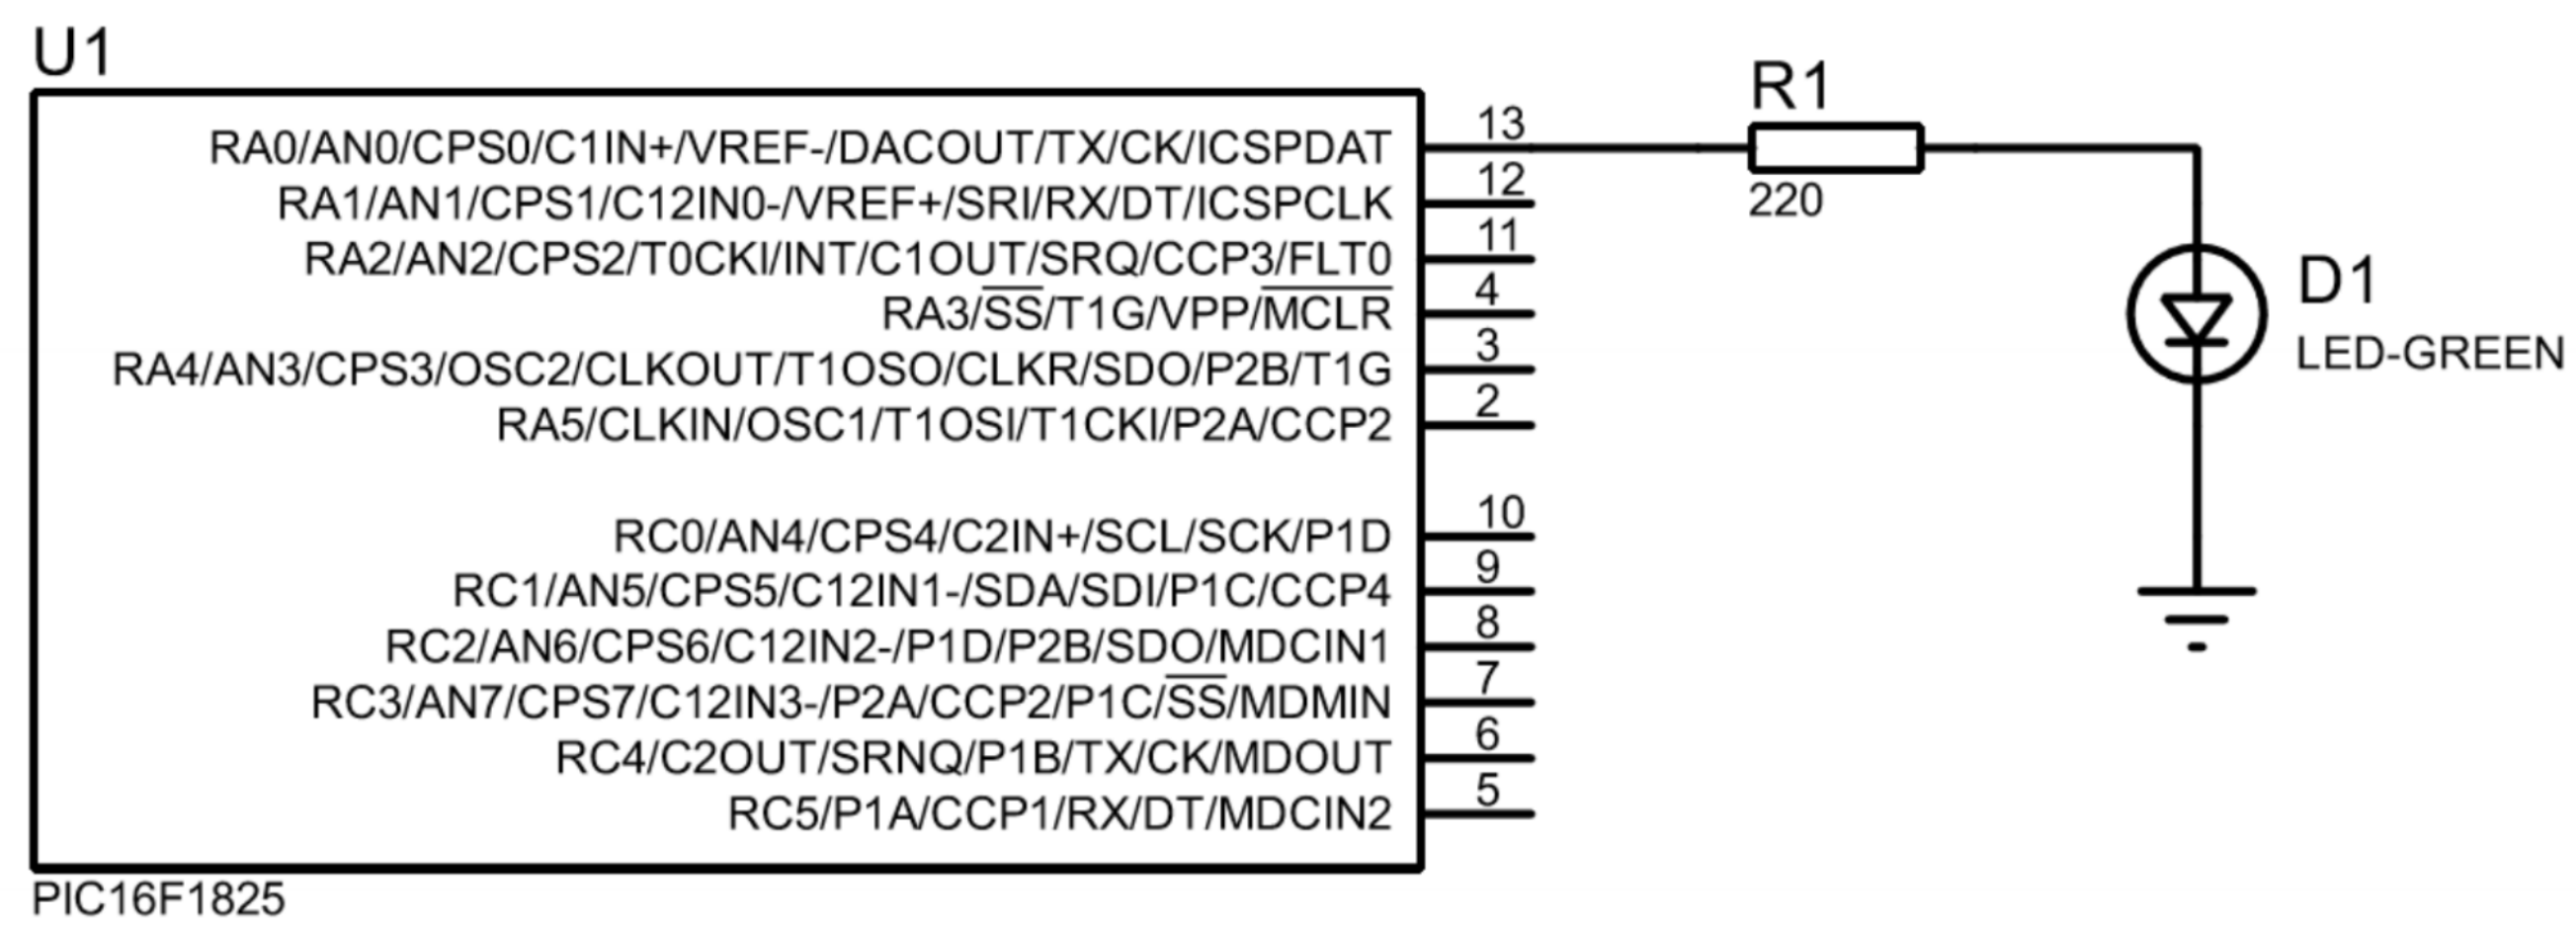 U1
RA0/AN0/CPS0/C1IN+/VREF-/DACOUT/TX/CK/ICSPDAT 13
RA1/AN1/CPS1/C12IN0-/VREF+/SRI/RX/DT/ICSPCLK 12
RA2/AN2/CPS2/T0CKI/INT/C1OUT/SRQ/CCP3/FLT0 11
RA3/SS/T1G/VPP/MCLR 4
RA4/AN3/CPS3/OSC2/CLKOUT/T1OSO/CLKR/SDO/P2B/T1G 3
RA5/CLKIN/OSC1/T1OSI/T1CKI/P2A/CCP2 2
RC0/AN4/CPS4/C2IN+/SCL/SCK/P1D 10
RC1/AN5/CPS5/C12IN1-/SDA/SDI/P1C/CCP4 9
RC2/AN6/CPS6/C12IN2-/P1D/P2B/SDO/MDCIN1 8
RC3/AN7/CPS7/C12IN3-/P2A/CCP2/P1C/SS/MDMIN 7
RC4/C2OUT/SRNQ/P1B/TX/CK/MDOUT 6
RC5/P1A/CCP1/RX/DT/MDCIN2 5
PIC16F1825
R1
220
D1
LED-GREEN